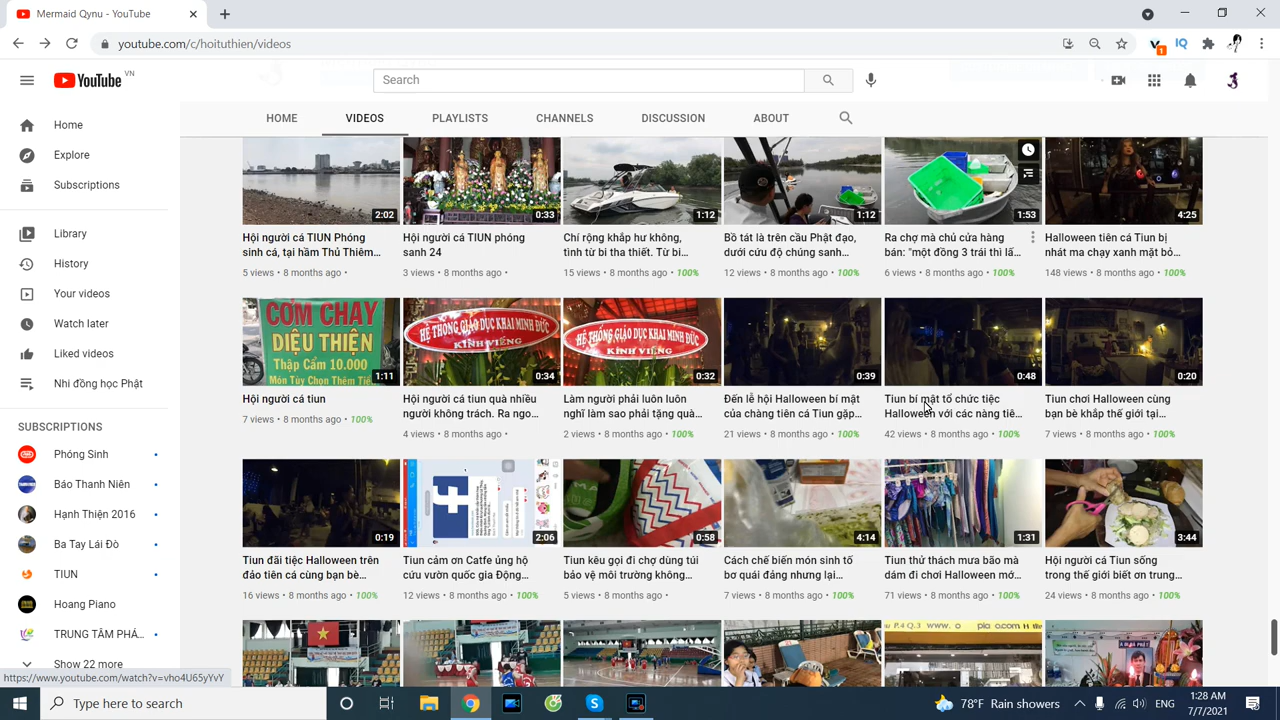 Mermaid Qynu - YouTube
youtube.com/c/hoituthien/videos
1
YouTube VN
Search
HOME VIDEOS PLAYLISTS CHANNELS DISCUSSION ABOUT
Home
Explore
Subscriptions
Library
History
Your videos
Watch later
Liked videos
Nhi đồng học Phật
SUBSCRIPTIONS
Phóng Sinh
Báo Thanh Niên
Hạnh Thiện 2016
Ba Tay Lái Đò
TIUN
Hoang Piano
TRUNG TÂM PHÁ...
Show 22 more
2:02
Hội người cá TIUN Phóng
sinh cá, tại hầm Thủ Thiêm...
5 views • 8 months ago •
0:33
Hội người cá TIUN phóng
sanh 24
3 views • 8 months ago •
1:12
Chí rộng khắp hư không,
tình từ bi tha thiết. Từ bi...
15 views • 8 months ago • 100%
1:12
Bồ tát là trên cầu Phật đạo,
dưới cứu độ chúng sanh...
12 views • 8 months ago • 100%
1:53
Ra chợ mà chủ cửa hàng
bán: "một đồng 3 trái thì lấ...
6 views • 8 months ago • 100%
4:25
Halloween tiên cá Tiun bị
nhát ma chạy xanh mặt bỏ...
148 views • 8 months ago • 100%
CƠM CHAY
DIỆU THIỆN
Thập Cẩm 10.000
Món Tùy Chọn Thêm Tiề
1:11
Hội người cá tiun
7 views • 8 months ago • 100%
HỆ THỐNG GIÁO DỤC KHAI MINH ĐỨC
KÍNH VIẾNG
0:34
Hội người cá tiun quà nhiều
người không trách. Ra ngo...
4 views • 8 months ago •
HỆ THỐNG GIÁO DỤC KHAI MINH ĐỨC
KÍNH VIẾNG
0:32
Làm người phải luôn luôn
nghĩ làm sao phải tặng quà...
2 views • 8 months ago • 100%
0:39
Đến lễ hội Halloween bí mật
của chàng tiên cá Tiun gặp...
21 views • 8 months ago • 100%
0:48
Tiun bí mật tổ chức tiệc
Halloween với các nàng tiê...
42 views • 8 months ago • 100%
0:20
Tiun chơi Halloween cùng
bạn bè khắp thế giới tại...
7 views • 8 months ago • 100%
0:19
Tiun đãi tiệc Halloween trên
đảo tiên cá cùng bạn bè...
16 views • 8 months ago • 100%
2:06
Tiun cảm ơn Catfe ủng hộ
cứu vườn quốc gia Động...
12 views • 8 months ago • 100%
0:58
Tiun kêu gọi đi chợ dùng túi
bảo vệ môi trường không...
5 views • 8 months ago •
4:14
Cách chế biến món sinh tố
bơ quái đảng nhưng lại...
7 views • 8 months ago • 100%
1:31
Tiun thử thách mưa bão mà
dám đi chơi Halloween mớ...
71 views • 8 months ago • 100%
3:44
Hội người cá Tiun sống
trong thế giới biết ơn trung...
24 views • 8 months ago • 100%
https://www.youtube.com/watch?v=vho4U65yYvY
Type here to search
78°F Rain showers
ENG
1:28 AM
7/7/2021